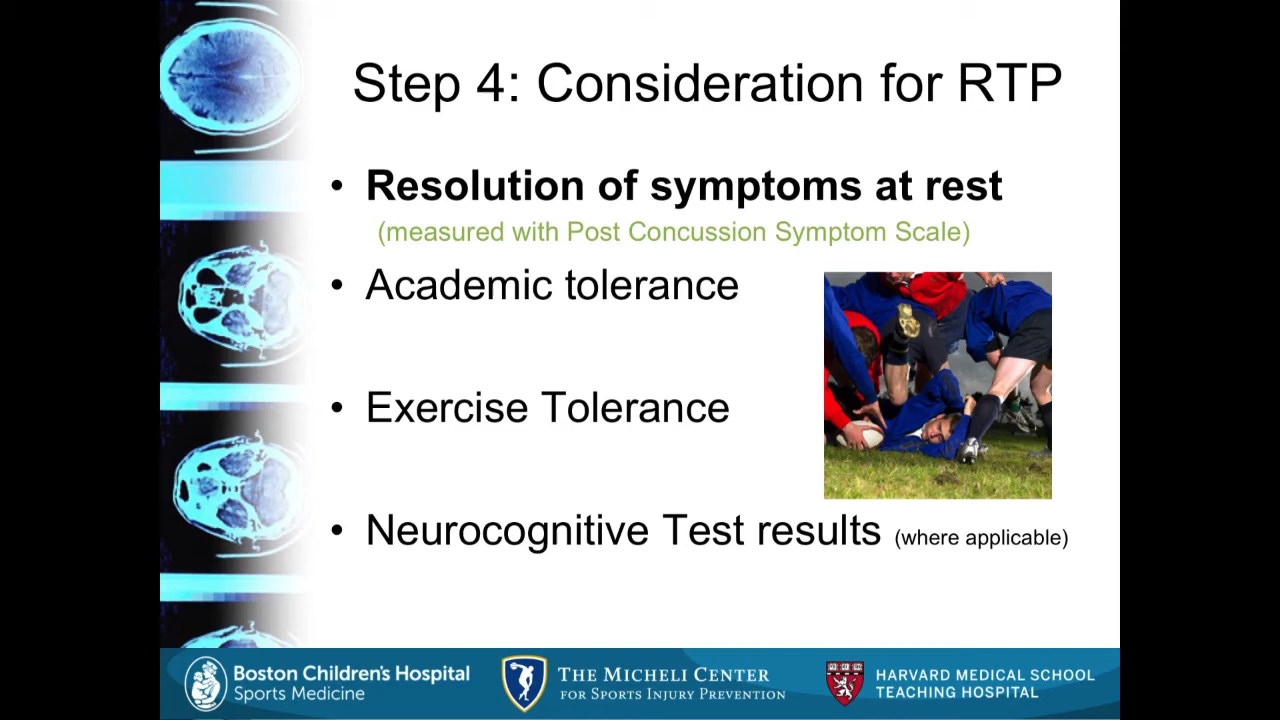 Step 4: Consideration for RTP
• Resolution of symptoms at rest
(measured with Post Concussion Symptom Scale)
• Academic tolerance
• Exercise Tolerance
• Neurocognitive Test results (where applicable)
Boston Children's Hospital
Sports Medicine
THE MICHELI CENTER
FOR SPORTS INJURY PREVENTION
HARVARD MEDICAL SCHOOL
TEACHING HOSPITAL